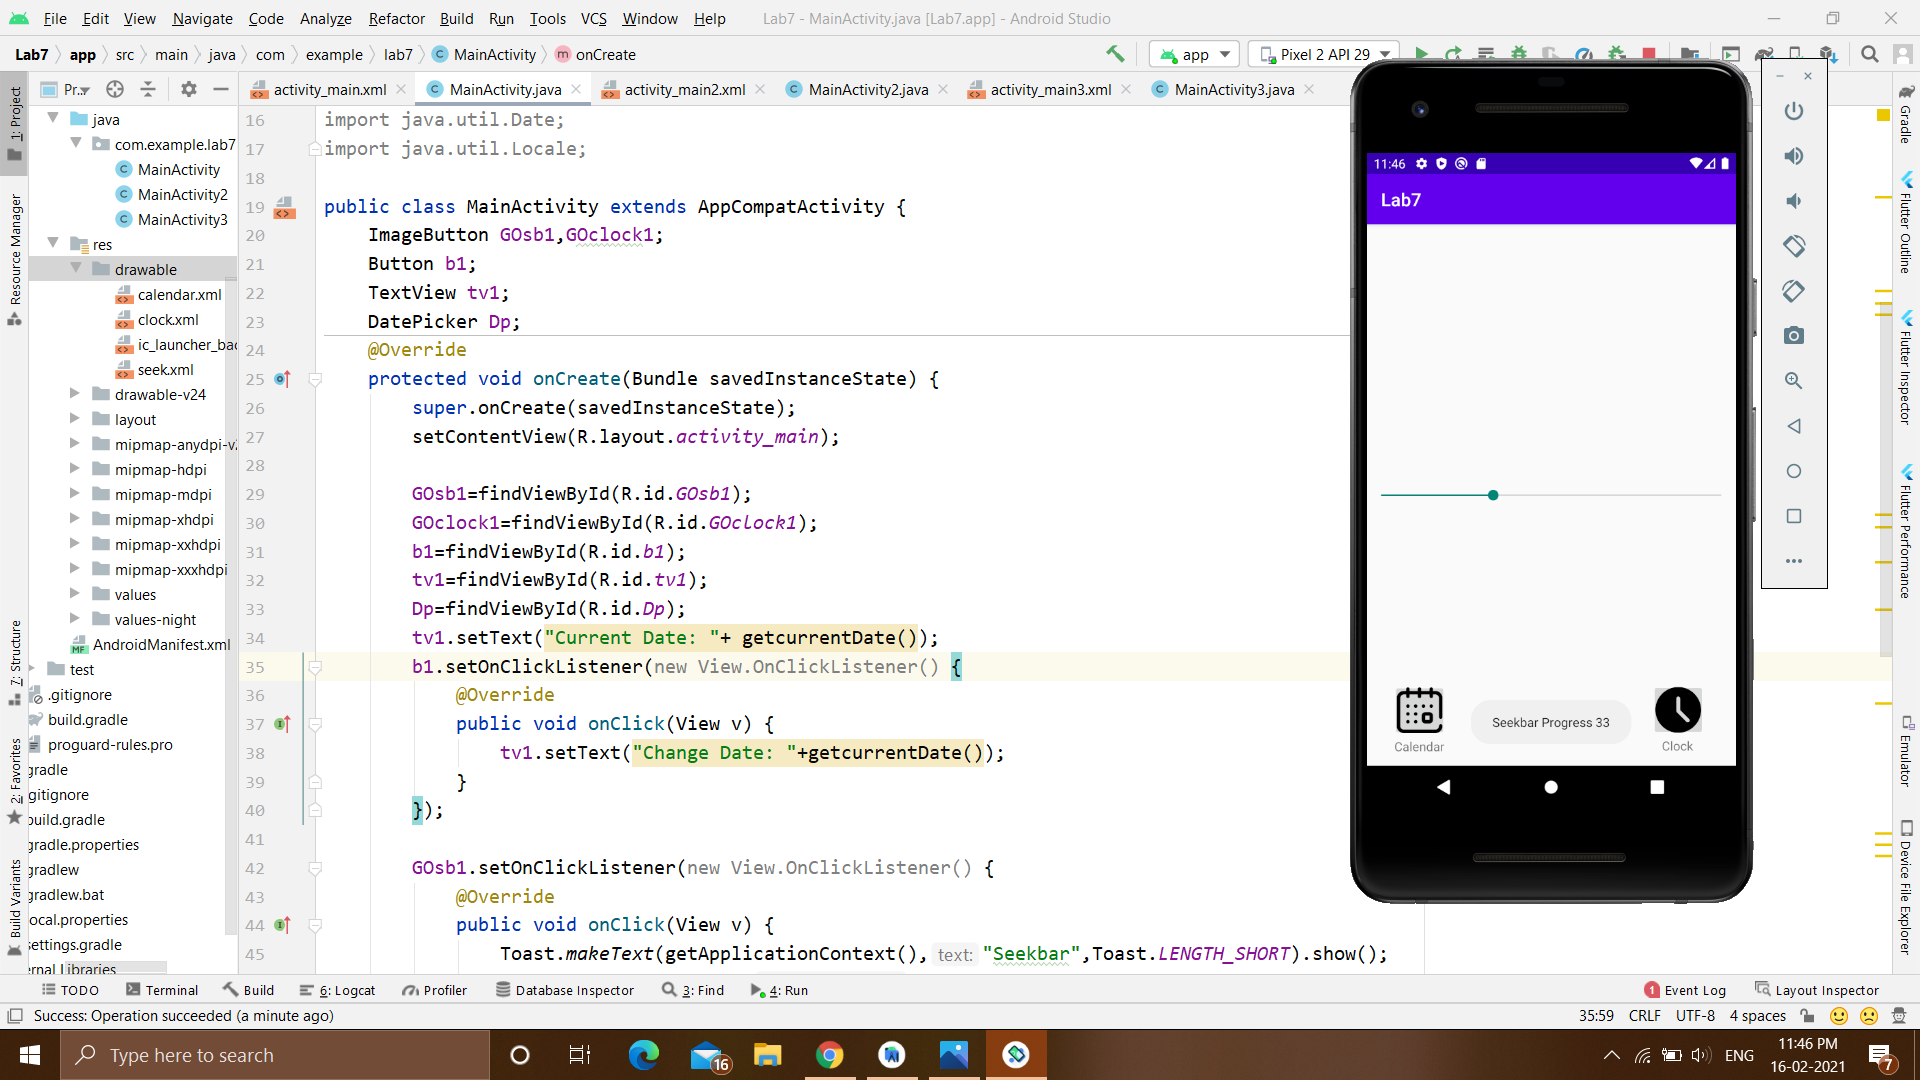 File Edit View Navigate Code Analyze Refactor Build Run Tools VCS Window Help Lab7 - MainActivity.java [Lab7.app] - Android Studio
Lab7 app src main java com example lab7 MainActivity onCreate app Pixel 2 API 29
Pr... activity_main.xml MainActivity.java activity_main2.xml MainActivity2.java activity_main3.xml MainActivity3.java
1: Project
Resource Manager
7: Structure
2: Favorites
Build Variants
java
com.example.lab7
MainActivity
MainActivity2
MainActivity3
res
drawable
calendar.xml
clock.xml
ic_launcher_bac
seek.xml
drawable-v24
layout
mipmap-anydpi-v
mipmap-hdpi
mipmap-mdpi
mipmap-xhdpi
mipmap-xxhdpi
mipmap-xxxhdpi
values
values-night
AndroidManifest.xml
test
.gitignore
build.gradle
proguard-rules.pro
gradle
gitignore
build.gradle
gradle.properties
gradlew
gradlew.bat
ocal.properties
settings.gradle
ernal Libraries
16 import java.util.Date;
17 import java.util.Locale;
18
19 public class MainActivity extends AppCompatActivity {
20 ImageButton GOsb1,GOclock1;
21 Button b1;
22 TextView tv1;
23 DatePicker Dp;
24 @Override
25 protected void onCreate(Bundle savedInstanceState) {
26 super.onCreate(savedInstanceState);
27 setContentView(R.layout.activity_main);
28
29 GOsb1=findViewById(R.id.GOsb1);
30 GOclock1=findViewById(R.id.GOclock1);
31 b1=findViewById(R.id.b1);
32 tv1=findViewById(R.id.tv1);
33 Dp=findViewById(R.id.Dp);
34 tv1.setText("Current Date: "+ getcurrentDate());
35 b1.setOnClickListener(new View.OnClickListener() {
36 @Override
37 public void onClick(View v) {
38 tv1.setText("Change Date: "+getcurrentDate());
39 }
40 });
41
42 GOsb1.setOnClickListener(new View.OnClickListener() {
43 @Override
44 public void onClick(View v) {
45 Toast.makeText(getApplicationContext(), text: "Seekbar",Toast.LENGTH_SHORT).show();
11:46
Lab7
Seekbar Progress 33
Calendar
Clock
Gradle
Flutter Outline
Flutter Inspector
Flutter Performance
Emulator
Device File Explorer
TODO Terminal Build 6: Logcat Profiler Database Inspector 3: Find 4: Run 1 Event Log Layout Inspector
Success: Operation succeeded (a minute ago) 35:59 CRLF UTF-8 4 spaces
Type here to search 16 ENG 11:46 PM
16-02-2021 7